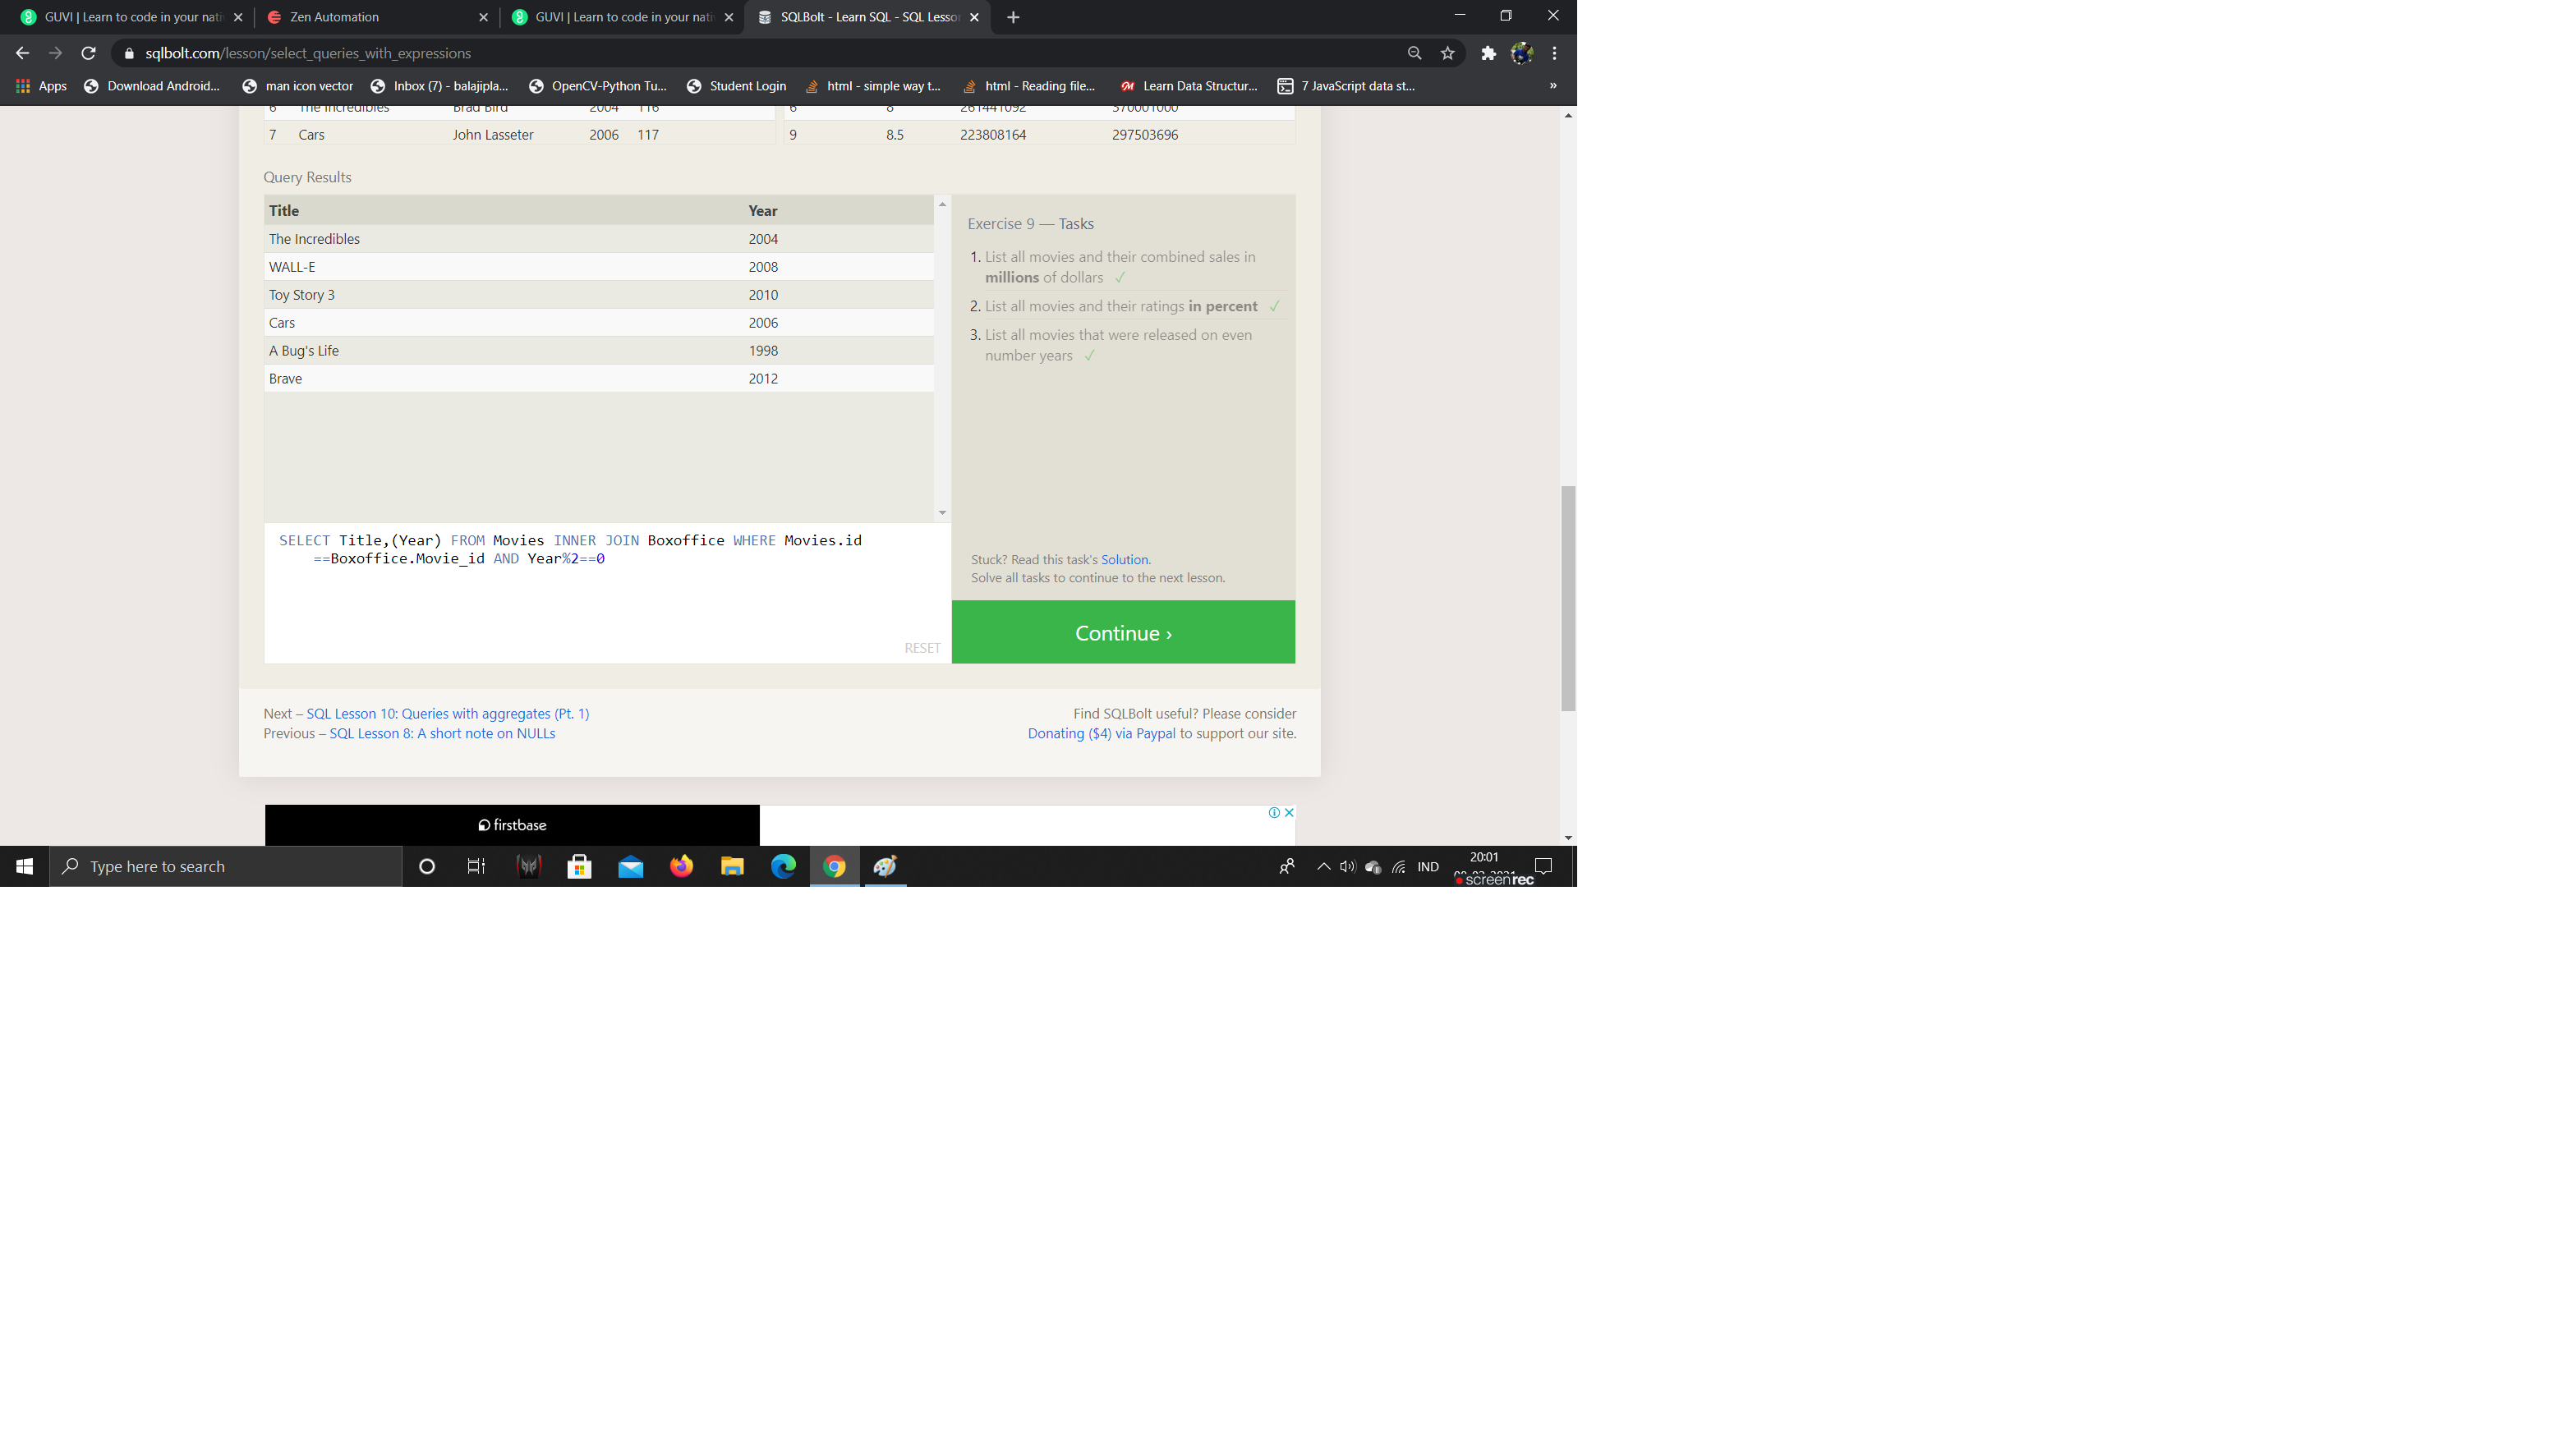 GUVI | Learn to code in your nati
Zen Automation
GUVI | Learn to code in your nati
SQLBolt - Learn SQL - SQL Lesso
sqlbolt.com/lesson/select_queries_with_expressions
Apps
Download Android...
man icon vector
Inbox (7) - balajipla...
OpenCV-Python Tu...
Student Login
html - simple way t...
html - Reading file...
Learn Data Structur...
7 JavaScript data st...
»
6 The Incredibles Brad Bird 2004 116
6 8 261441092 370001000
7 Cars John Lasseter 2006 117
9 8.5 223808164 297503696
Query Results
Title Year
The Incredibles 2004
WALL-E 2008
Toy Story 3 2010
Cars 2006
A Bug's Life 1998
Brave 2012
SELECT Title,(Year) FROM Movies INNER JOIN Boxoffice WHERE Movies.id
==Boxoffice.Movie_id AND Year%2==0
RESET
Exercise 9 — Tasks
1. List all movies and their combined sales in
millions of dollars ✓
2. List all movies and their ratings in percent ✓
3. List all movies that were released on even
number years ✓
Stuck? Read this task's Solution.
Solve all tasks to continue to the next lesson.
Continue ›
Next – SQL Lesson 10: Queries with aggregates (Pt. 1)
Previous – SQL Lesson 8: A short note on NULLs
Find SQLBolt useful? Please consider
Donating ($4) via Paypal to support our site.
firstbase
Type here to search
IND
20:01
screenrec